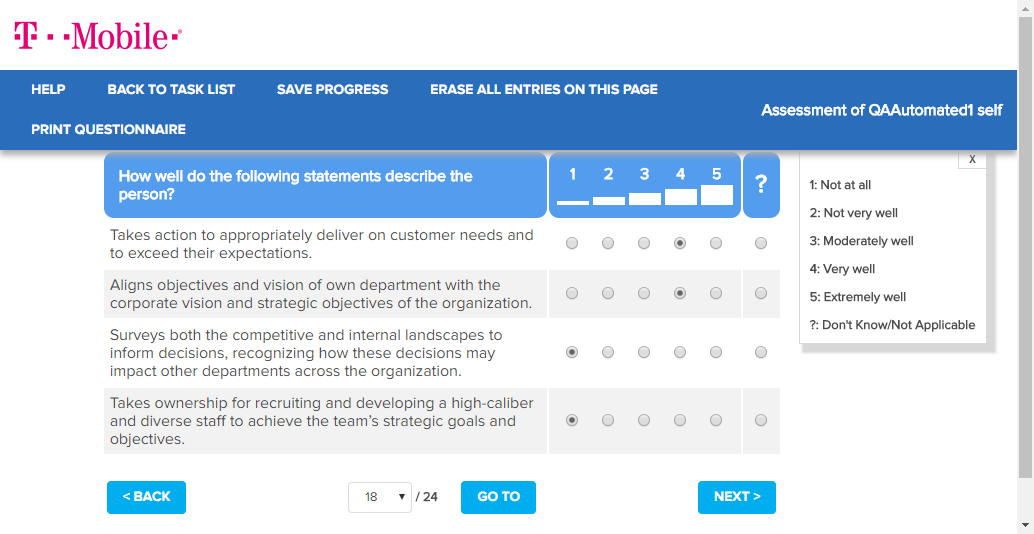 T··Mobile·®
HELP
BACK TO TASK LIST
SAVE PROGRESS
ERASE ALL ENTRIES ON THIS PAGE
PRINT QUESTIONNAIRE
Assessment of QAAutomated1 self
How well do the following statements describe the
person?
1 2 3 4 5 ?
Takes action to appropriately deliver on customer needs and
to exceed their expectations.
Aligns objectives and vision of own department with the
corporate vision and strategic objectives of the organization.
Surveys both the competitive and internal landscapes to
inform decisions, recognizing how these decisions may
impact other departments across the organization.
Takes ownership for recruiting and developing a high-caliber
and diverse staff to achieve the team's strategic goals and
objectives.
X
1: Not at all
2: Not very well
3: Moderately well
4: Very well
5: Extremely well
?: Don't Know/Not Applicable
< BACK
18 / 24
GO TO
NEXT >